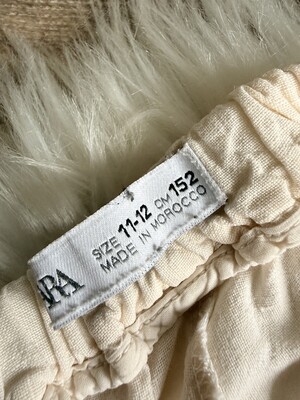 ARA
SIZE 11-12 CM 152
MADE IN MOROCCO